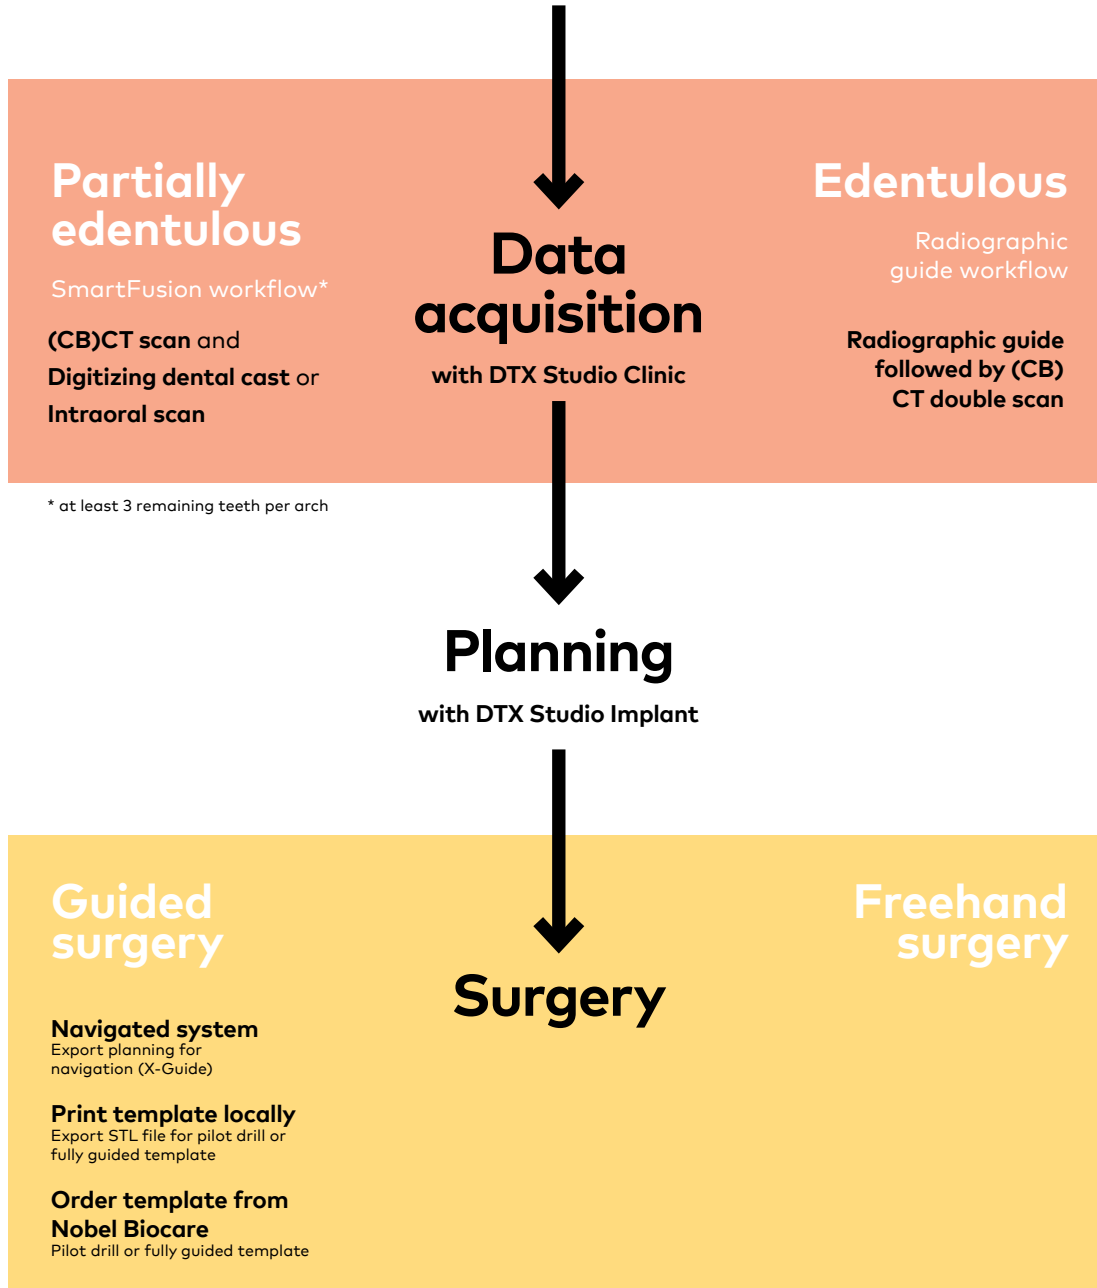 Partially
edentulous
SmartFusion workflow*
(CB)CT scan and
Digitizing dental cast or
Intraoral scan
Data
acquisition
with DTX Studio Clinic
Edentulous
Radiographic
guide workflow
Radiographic guide
followed by (CB)
CT double scan
* at least 3 remaining teeth per arch
Planning
with DTX Studio Implant
Guided
surgery
Navigated system
Export planning for
navigation (X-Guide)
Print template locally
Export STL file for pilot drill or
fully guided template
Order template from
Nobel Biocare
Pilot drill or fully guided template
Surgery
Freehand
surgery